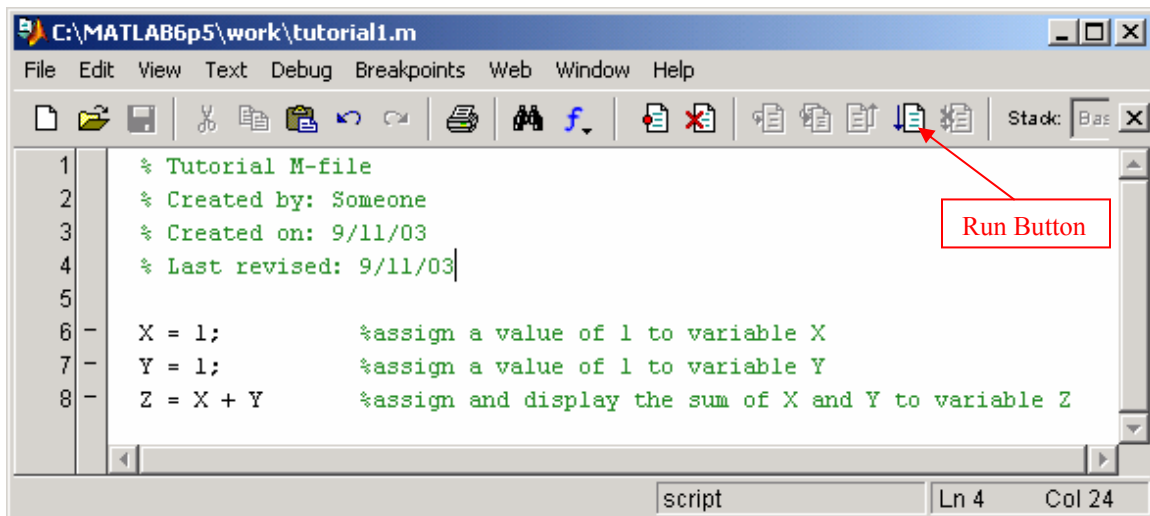 C:\MATLAB6p5\work\tutorial1.m
File Edit View Text Debug Breakpoints Web Window Help
Stack: Bas
1 % Tutorial M-file
2 % Created by: Someone
3 % Created on: 9/11/03
4 % Last revised: 9/11/03
5
6 - X = 1; %assign a value of 1 to variable X
7 - Y = 1; %assign a value of 1 to variable Y
8 - Z = X + Y %assign and display the sum of X and Y to variable Z
Run Button
script Ln 4 Col 24